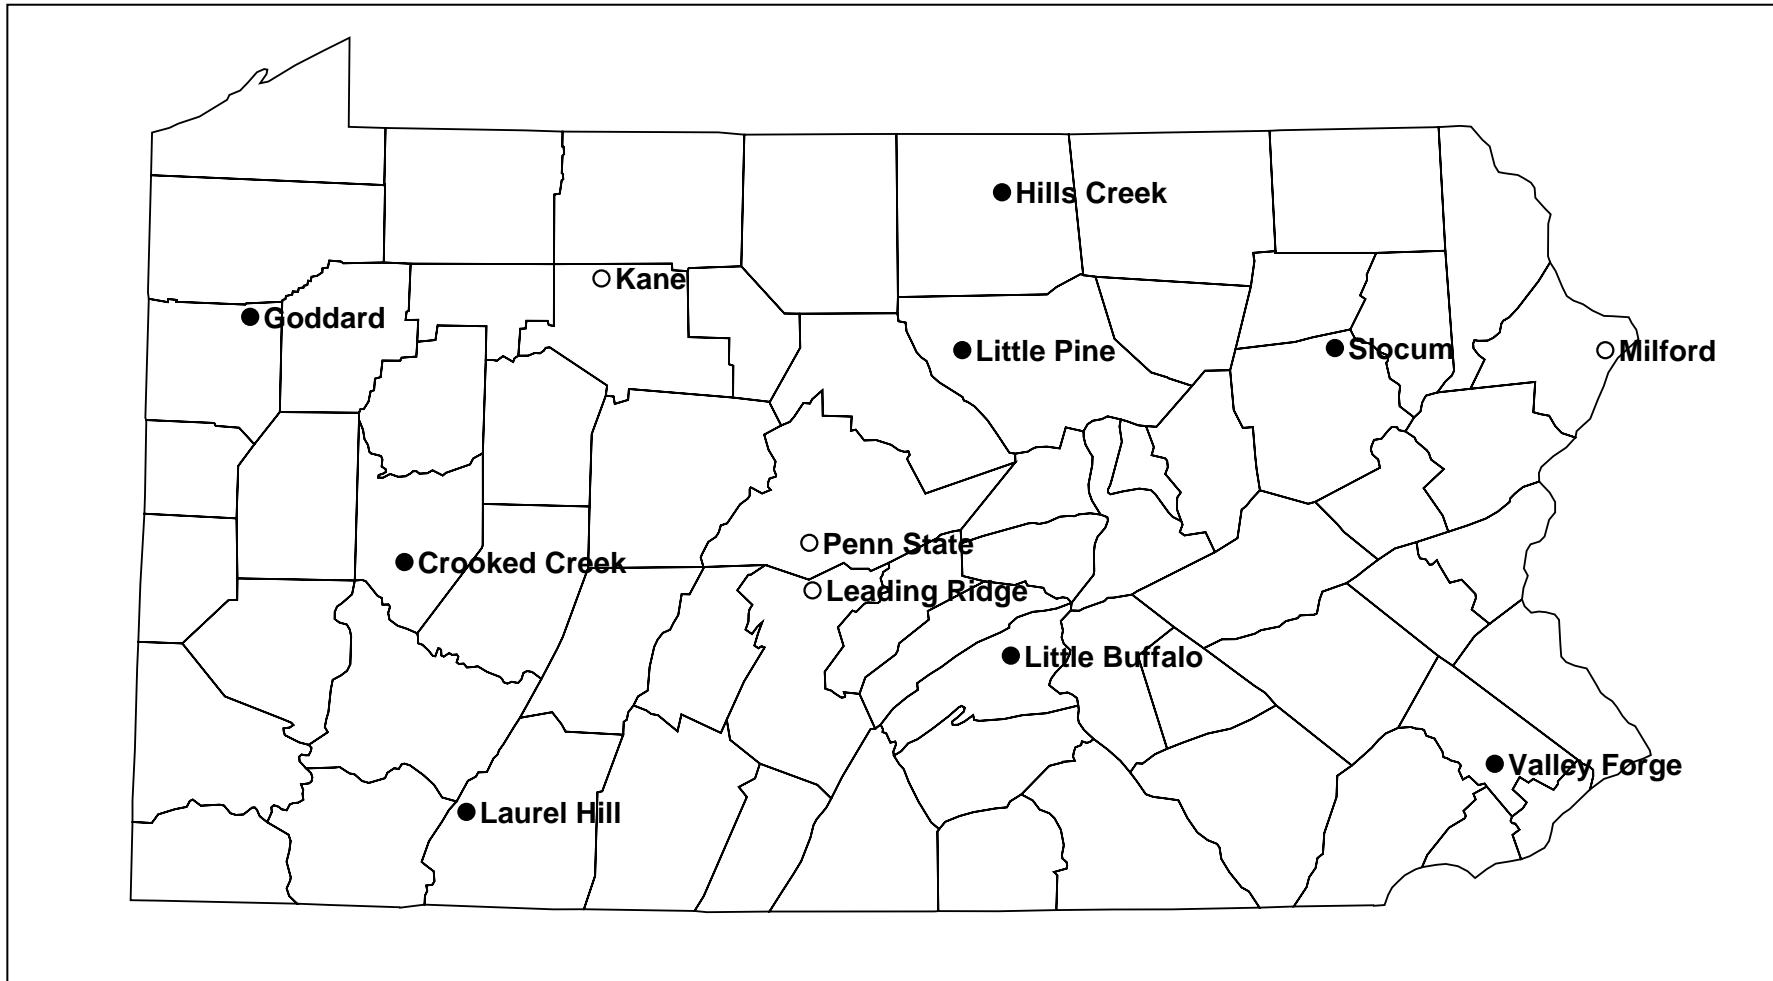 Hills Creek
Kane
Goddard
Little Pine
Slocum
Milford
Penn State
Crooked Creek
Leading Ridge
Little Buffalo
Valley Forge
Laurel Hill